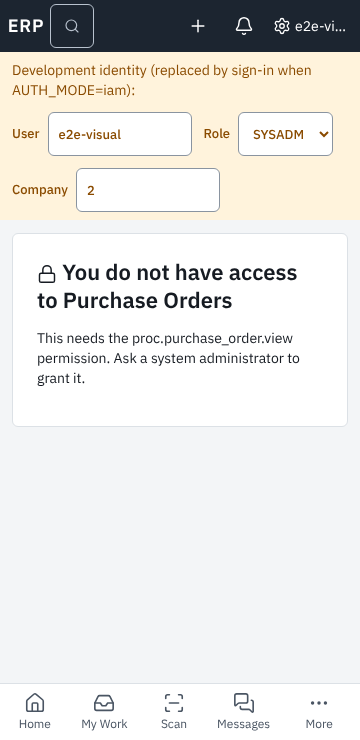 ERP
e2e-vi...
Development identity (replaced by sign-in when
AUTH_MODE=iam):
User e2e-visual Role SYSADM
Company 2
You do not have access
to Purchase Orders
This needs the proc.purchase_order.view
permission. Ask a system administrator to
grant it.
Home My Work Scan Messages More